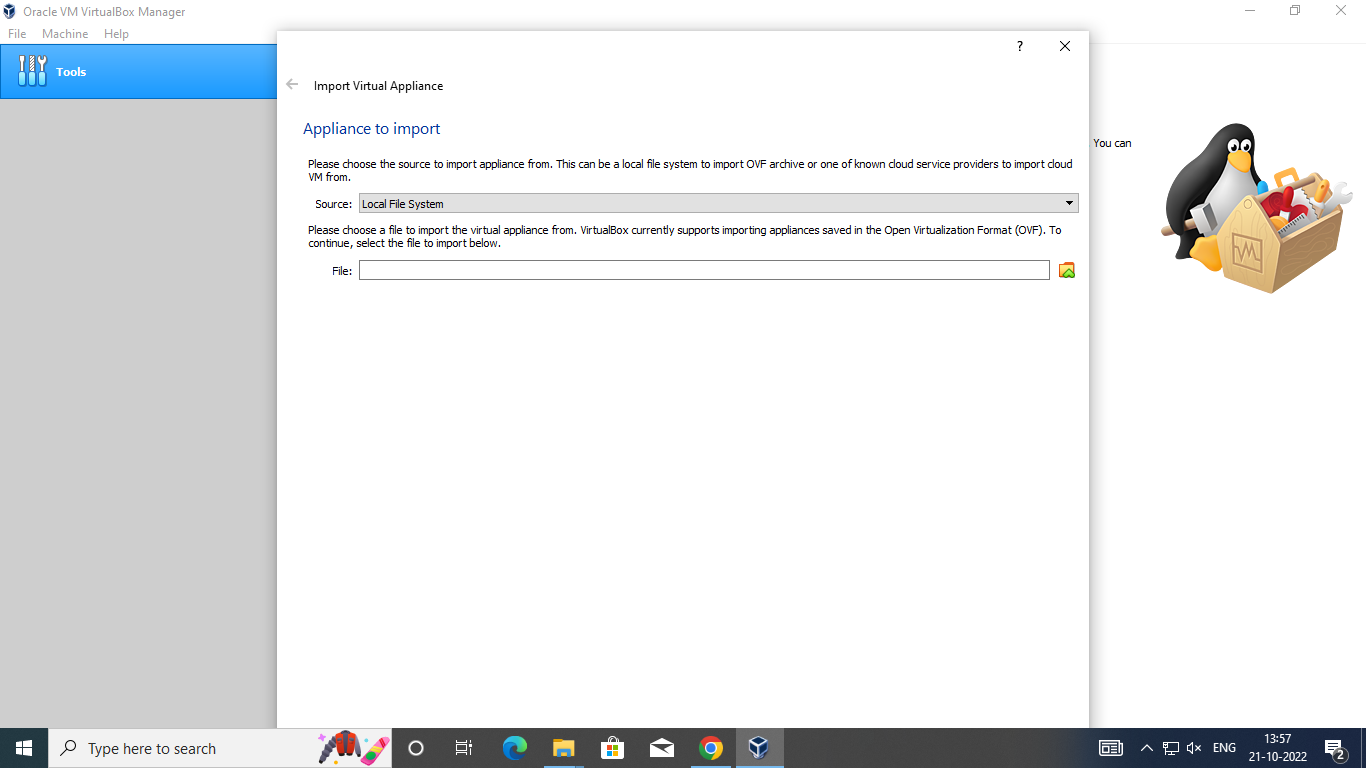 Oracle VM VirtualBox Manager
File Machine Help
Tools
?
Import Virtual Appliance
Appliance to import
Please choose the source to import appliance from. This can be a local file system to import OVF archive or one of known cloud service providers to import cloud
VM from.
Source: Local File System
Please choose a file to import the virtual appliance from. VirtualBox currently supports importing appliances saved in the Open Virtualization Format (OVF). To
continue, select the file to import below.
File:
You can
Type here to search
ENG
13:57
21-10-2022
2